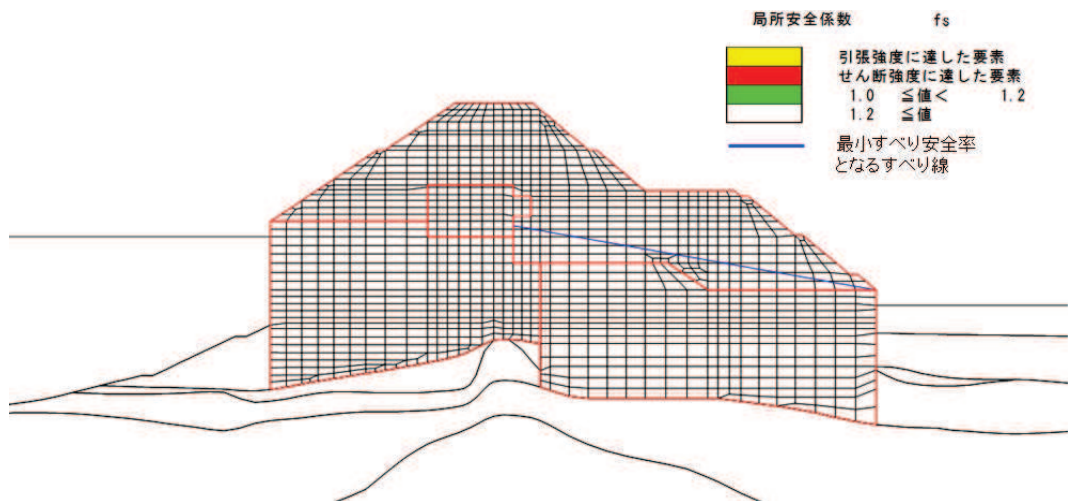 局所安全係数 fs
引張強度に達した要素
せん断強度に達した要素
1.0 ≦値< 1.2
1.2 ≦値
最小すべり安全率
となるすべり線